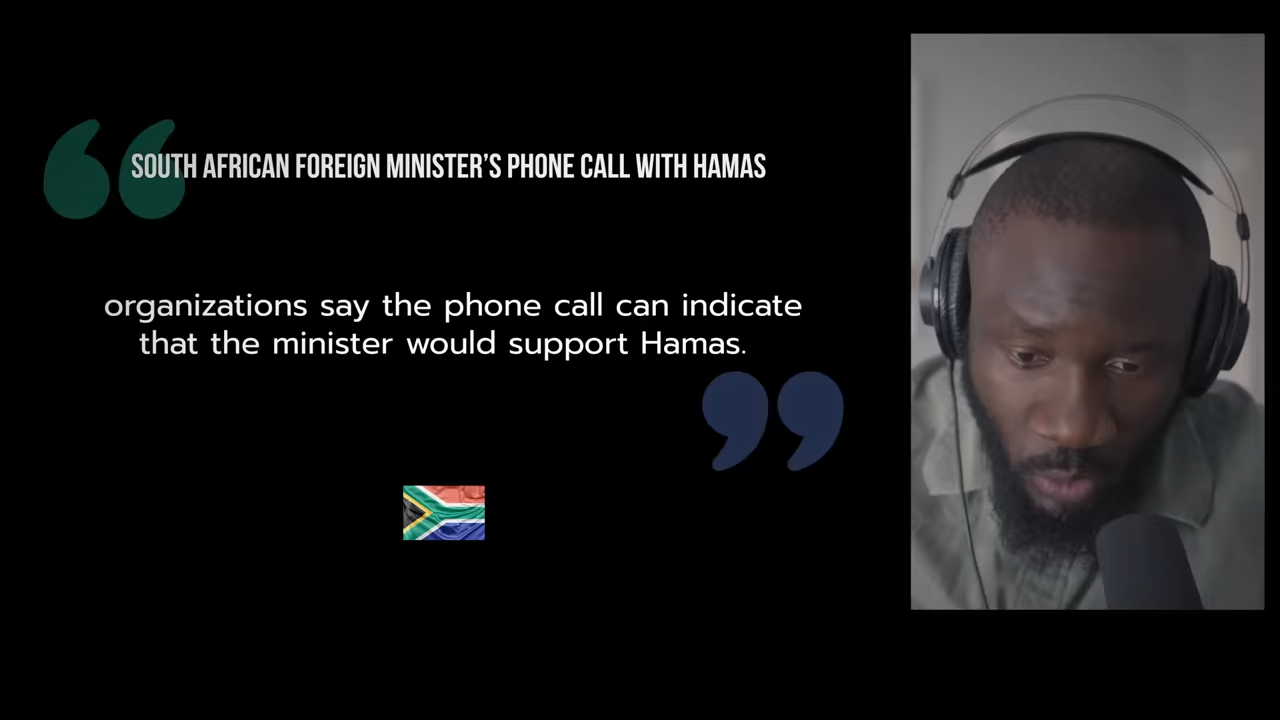 SOUTH AFRICAN FOREIGN MINISTER'S PHONE CALL WITH HAMAS
organizations say the phone call can indicate
that the minister would support Hamas.